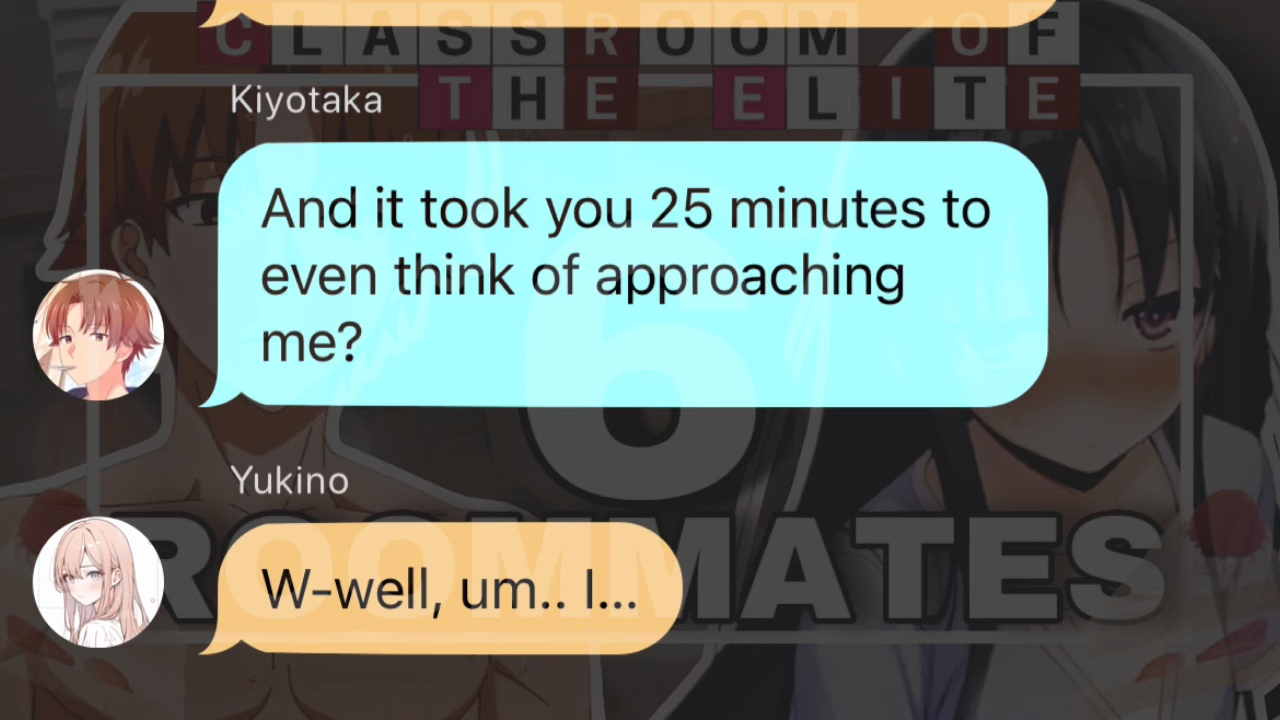 CLASSROOM OF
THE ELITE
Kiyotaka
And it took you 25 minutes to
even think of approaching
me?
6
Yukino
ROOMMATES
W-well, um.. I...